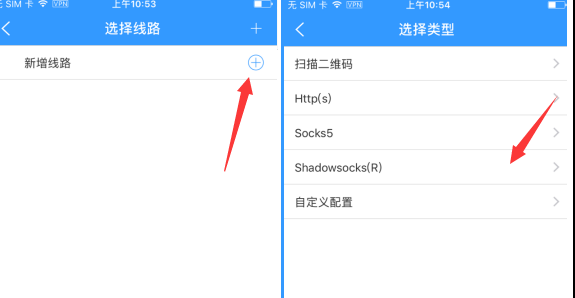 无 SIM 卡 VPN 上午10:53
选择线路
新增线路
无 SIM 卡 VPN 上午10:54
选择类型
扫描二维码
Http(s)
Socks5
Shadowsocks(R)
自定义配置